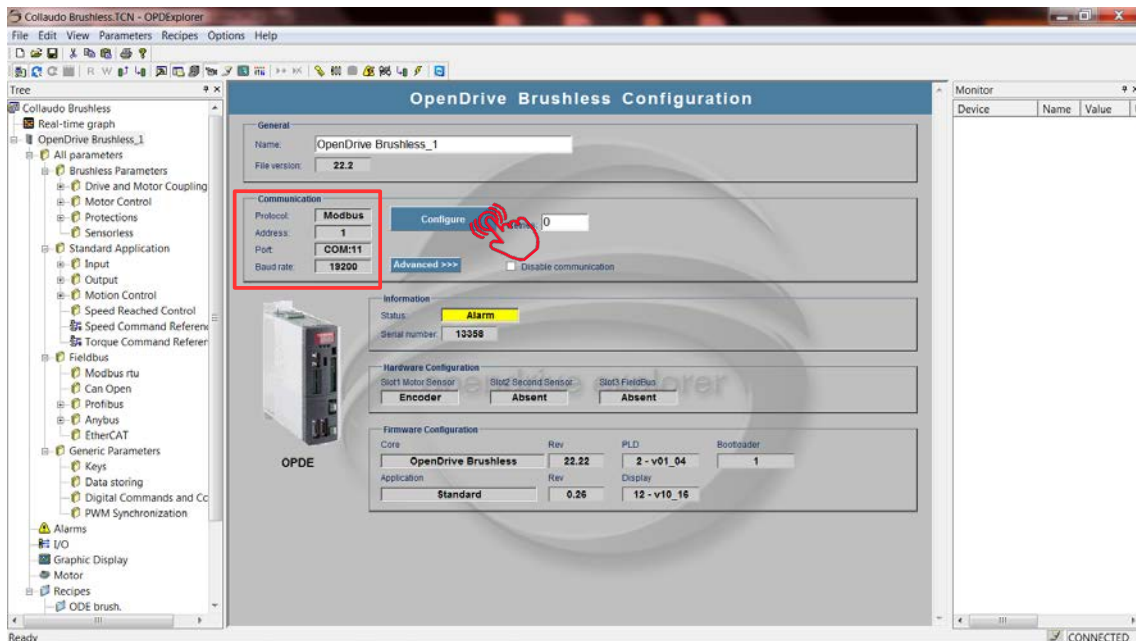 Collaudo Brushless.TCN - OPDExplorer
File Edit View Parameters Recipes Options Help
R W
Tree
Collaudo Brushless
Real-time graph
OpenDrive Brushless_1
All parameters
Brushless Parameters
Drive and Motor Coupling
Motor Control
Protections
Sensorless
Standard Application
Input
Output
Motion Control
Speed Reached Control
Speed Command Referen
Torque Command Referer
Fieldbus
Modbus rtu
Can Open
Profibus
Anybus
EtherCAT
Generic Parameters
Keys
Data storing
Digital Commands and Cc
PWM Synchronization
Alarms
I/O
Graphic Display
Motor
Recipes
ODE brush.
OpenDrive Brushless Configuration
General
Name: OpenDrive Brushless_1
File version: 22.2
Communication
Protocol: Modbus
Address: 1
Port: COM:11
Baud rate: 19200
Configure
0
Advanced >>>
Disable communication
Information
Status: Alarm
Serial number: 13358
Hardware Configuration
Slot1 Motor Sensor Slot2 Second Sensor Slot3 FieldBus
Encoder Absent Absent
opendrive explorer
Firmware Configuration
Core Rev PLD Bootloader
OpenDrive Brushless 22.22 2 - v01_04 1
Application Rev Display
Standard 0.26 12 - v10_16
OPDE
Monitor
Device Name Value
Ready
CONNECTED